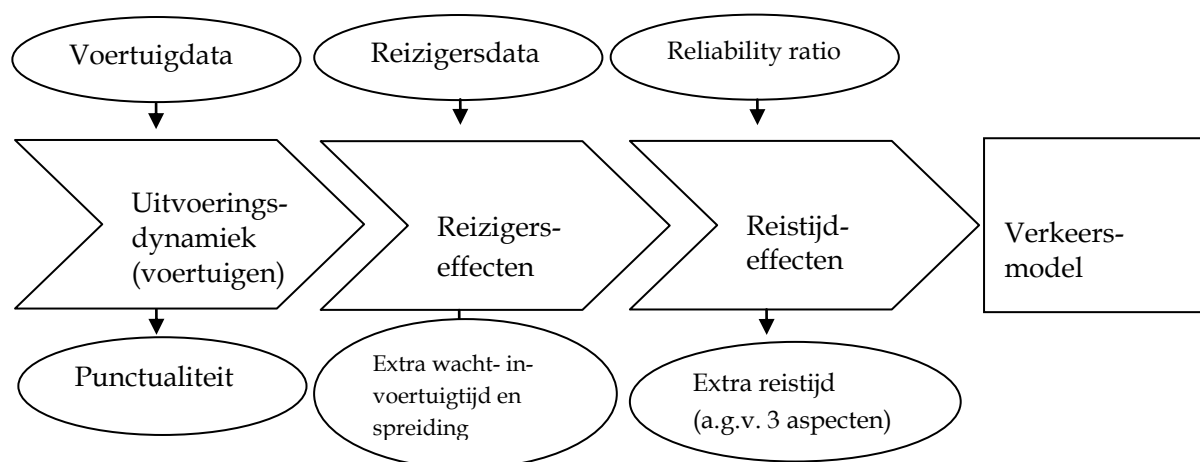 Voertuigdata
Reizigersdata
Reliability ratio
Uitvoerings-
dynamiek
(voertuigen)
Reizigers-
effecten
Reistijd-
effecten
Verkeers-
model
Punctualiteit
Extra wacht- in-
voertuigtijd en
spreiding
Extra reistijd
(a.g.v. 3 aspecten)